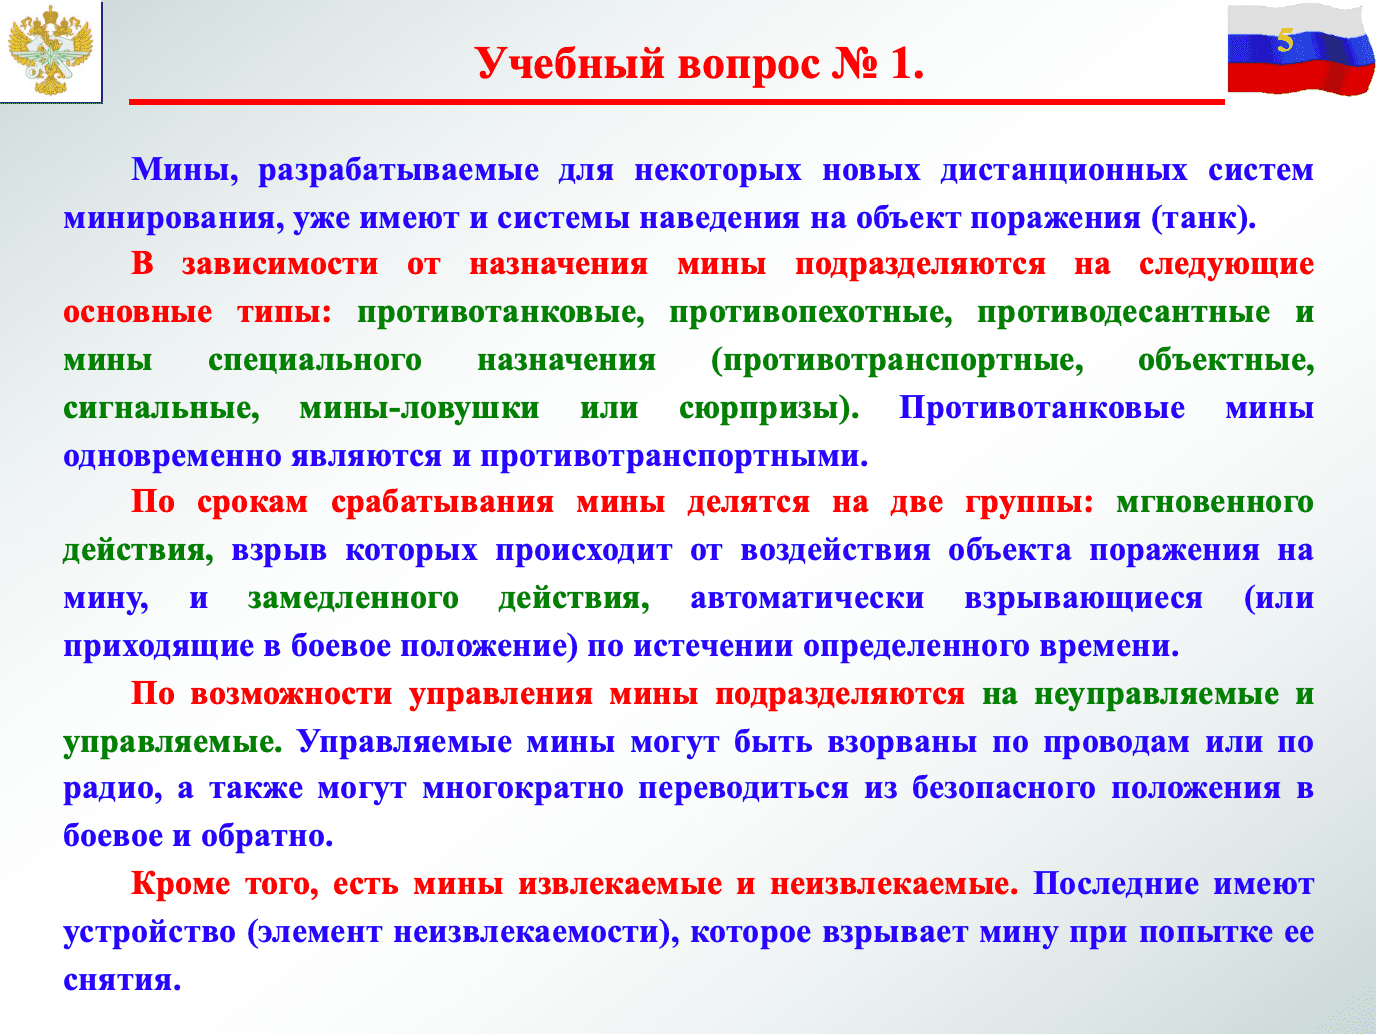 5
Учебный вопрос № 1.
Мины, разрабатываемые для некоторых новых дистанционных систем
минирования, уже имеют и системы наведения на объект поражения (танк).
В зависимости от назначения мины подразделяются на следующие
основные типы: противотанковые, противопехотные, противодесантные и
мины специального назначения (противотранспортные, объектные,
сигнальные, мины-ловушки или сюрпризы). Противотанковые мины
одновременно являются и противотранспортными.
По срокам срабатывания мины делятся на две группы: мгновенного
действия, взрыв которых происходит от воздействия объекта поражения на
мину, и замедленного действия, автоматически взрывающиеся (или
приходящие в боевое положение) по истечении определенного времени.
По возможности управления мины подразделяются на неуправляемые и
управляемые. Управляемые мины могут быть взорваны по проводам или по
радио, а также могут многократно переводиться из безопасного положения в
боевое и обратно.
Кроме того, есть мины извлекаемые и неизвлекаемые. Последние имеют
устройство (элемент неизвлекаемости), которое взрывает мину при попытке ее
снятия.